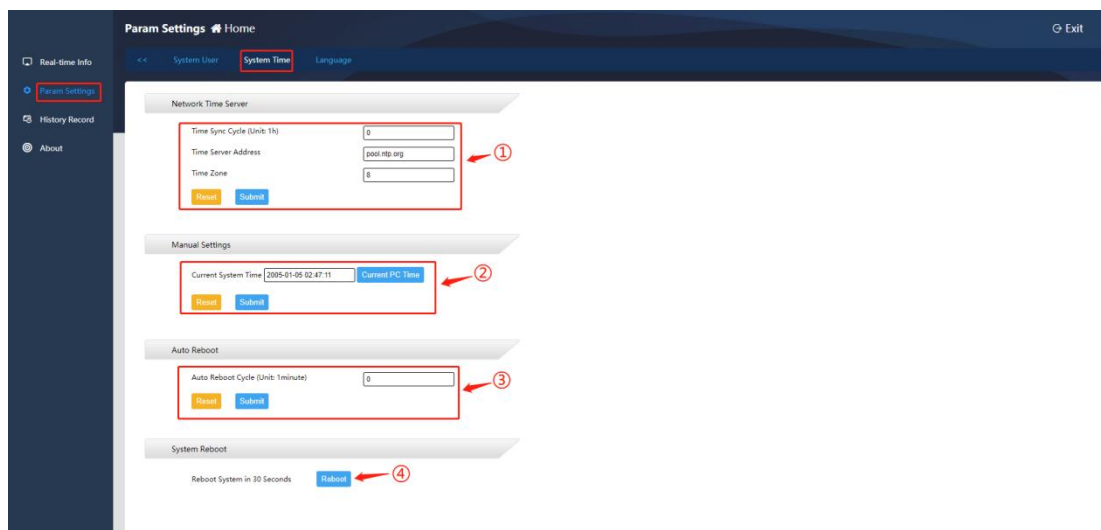 Param Settings Home
Exit
Real-time Info
Param Settings
History Record
About
<< System User System Time Language
Network Time Server
Time Sync Cycle (Unit: 1h) 0
Time Server Address pool.ntp.org
Time Zone 8
Reset Submit
①
Manual Settings
Current System Time 2005-01-05 02:47:11 Current PC Time
Reset Submit
②
Auto Reboot
Auto Reboot Cycle (Unit: 1minute) 0
Reset Submit
③
System Reboot
Reboot System in 30 Seconds Reboot
④